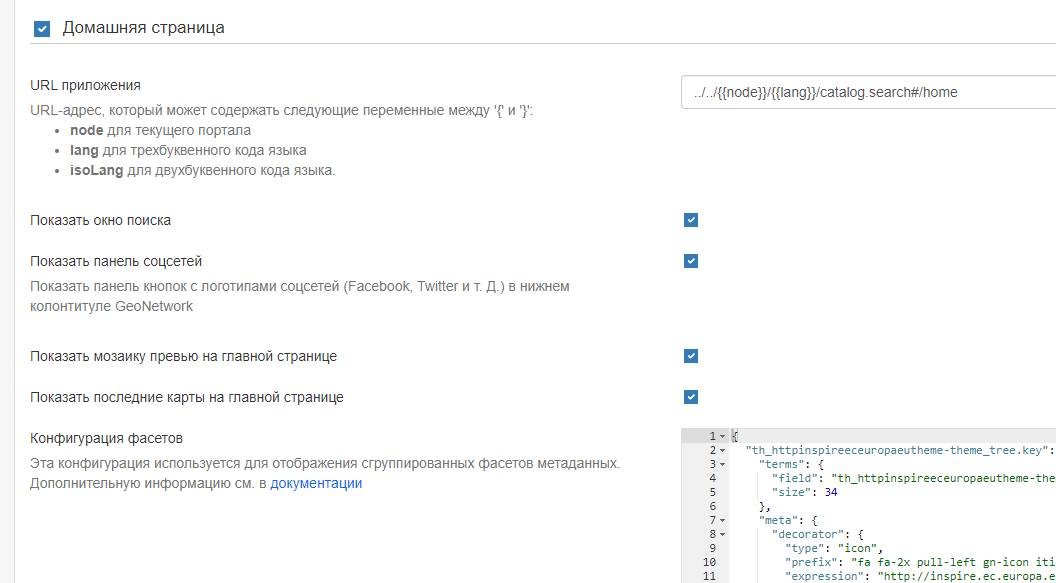 Домашняя страница
URL приложения
../../{{node}}/{{lang}}/catalog.search#/home
URL-адрес, который может содержать следующие переменные между '{' и '}':
• node для текущего портала
• lang для трехбуквенного кода языка
• isoLang для двухбуквенного кода языка.
Показать окно поиска
Показать панель соцсетей
Показать панель кнопок с логотипами соцсетей (Facebook, Twitter и т. Д.) в нижнем
колонтитуле GeoNetwork
Показать мозаику превью на главной странице
Показать последние карты на главной странице
Конфигурация фасетов
Эта конфигурация используется для отображения сгруппированных фасетов метаданных.
Дополнительную информацию см. в документации
1 {
2 "th_httpinspireeceuropaeutheme-theme_tree.key":
3 "terms": {
4 "field": "th_httpinspireeceuropaeutheme-the
5 "size": 34
6 },
7 "meta": {
8 "decorator": {
9 "type": "icon",
10 "prefix": "fa fa-2x pull-left gn-icon iti
11 "expression": "http://inspire.ec.europa.e